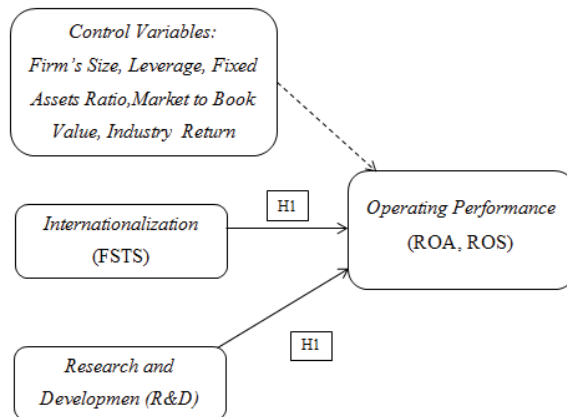 Control Variables:
Firm's Size, Leverage, Fixed
Assets Ratio,Market to Book
Value, Industry Return
H1
Internationalization
(FSTS)
Operating Performance
(ROA, ROS)
H1
Research and
Developmen (R&D)